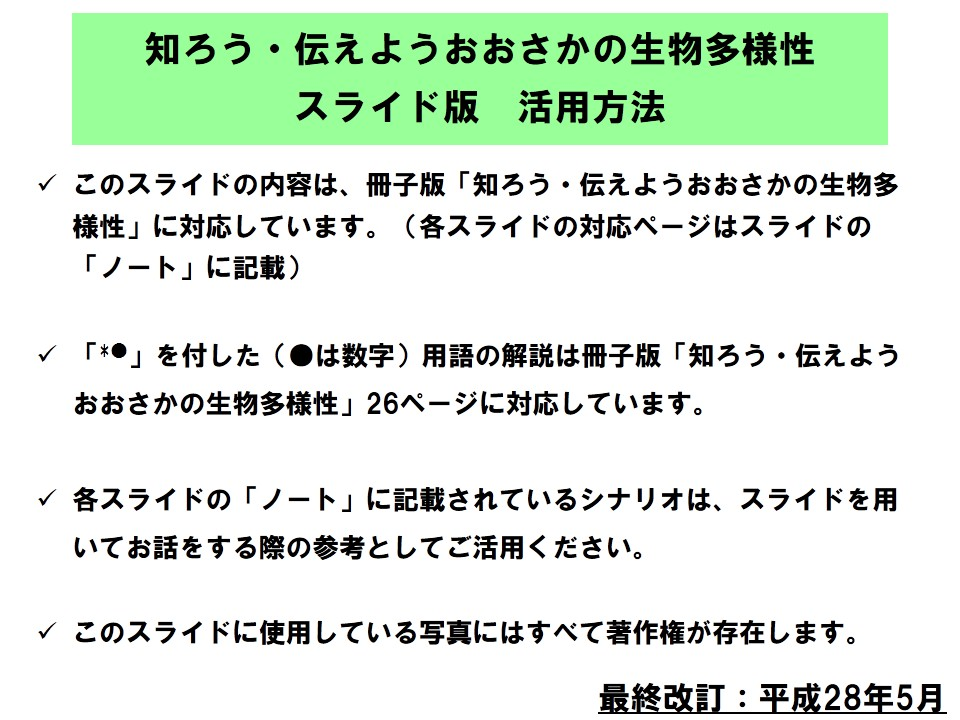 知ろう・伝えようおおさかの生物多様性
スライド版　活用方法
✓ このスライドの内容は、冊子版「知ろう・伝えようおおさかの生物多
様性」に対応しています。（各スライドの対応ページはスライドの
「ノート」に記載）
✓ 「*●」を付した（●は数字）用語の解説は冊子版「知ろう・伝えよう
おおさかの生物多様性」26ページに対応しています。
✓ 各スライドの「ノート」に記載されているシナリオは、スライドを用
いてお話をする際の参考としてご活用ください。
✓ このスライドに使用している写真にはすべて著作権が存在します。
最終改訂：平成28年5月